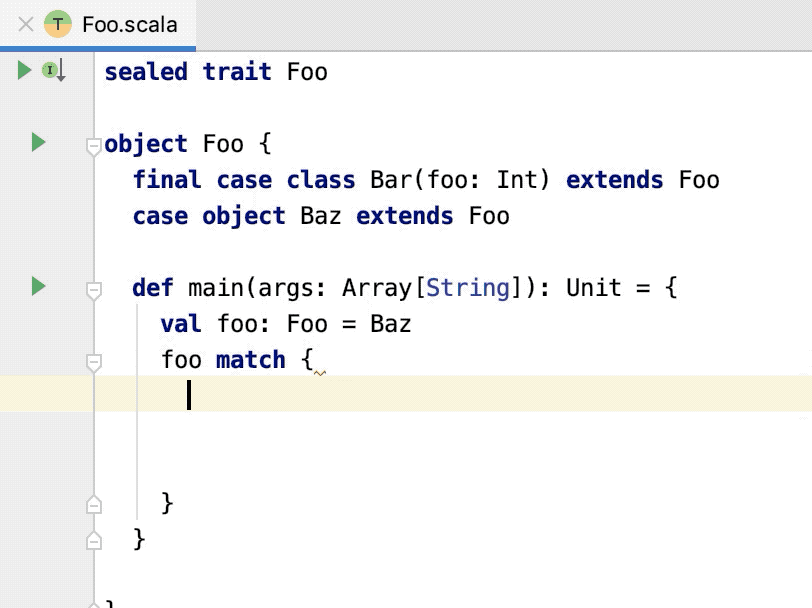 Foo.scala
sealed trait Foo
object Foo {
final case class Bar(foo: Int) extends Foo
case object Baz extends Foo
def main(args: Array[String]): Unit = {
val foo: Foo = Baz
foo match {
}
}
}